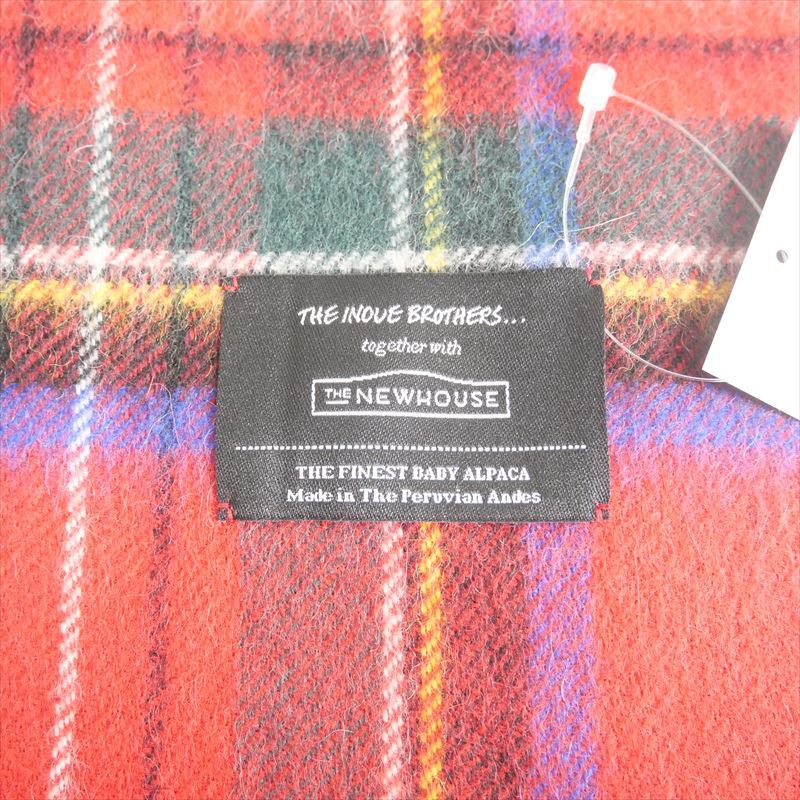 THE INOUE BROTHERS...
together with
THE NEWHOUSE
THE FINEST BABY ALPACA
Made in The Peruvian Andes